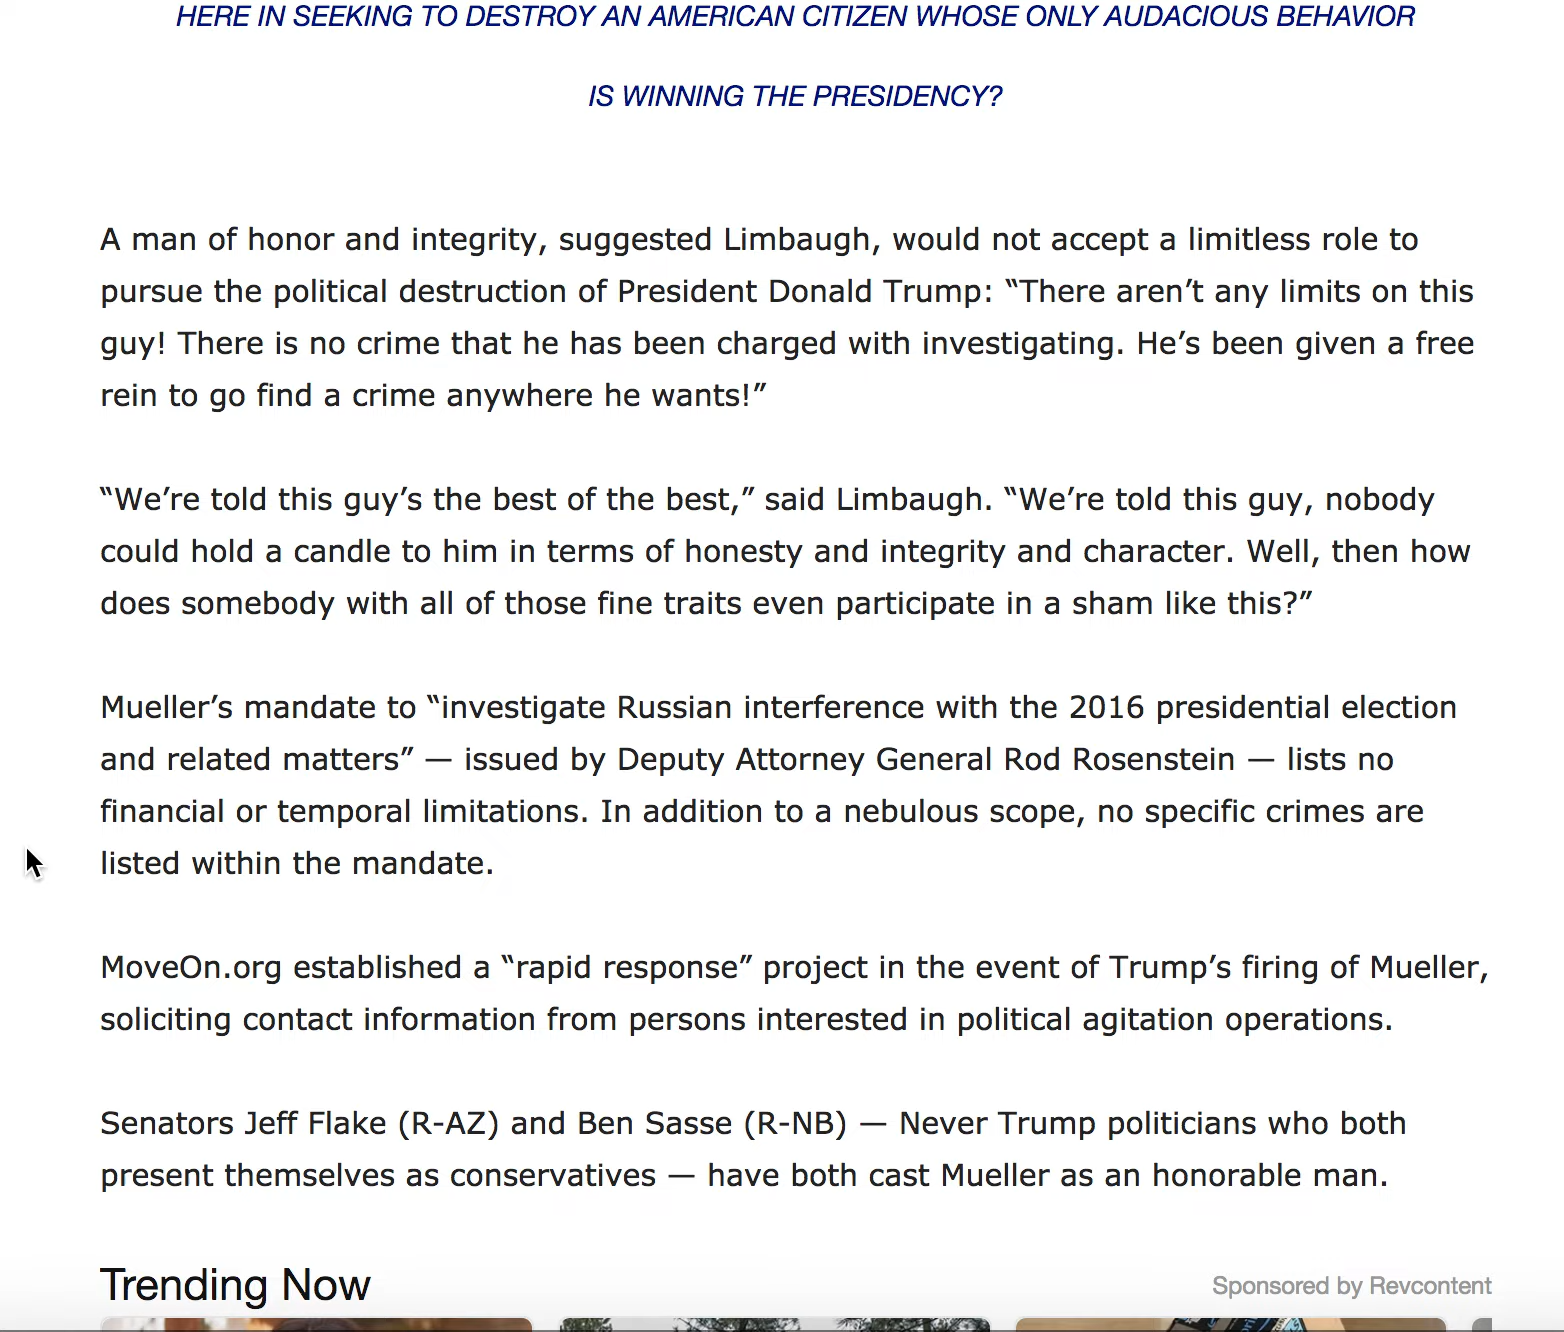 HERE IN SEEKING TO DESTROY AN AMERICAN CITIZEN WHOSE ONLY AUDACIOUS BEHAVIOR
IS WINNING THE PRESIDENCY?
A man of honor and integrity, suggested Limbaugh, would not accept a limitless role to
pursue the political destruction of President Donald Trump: “There aren’t any limits on this
guy! There is no crime that he has been charged with investigating. He’s been given a free
rein to go find a crime anywhere he wants!”
“We’re told this guy’s the best of the best,” said Limbaugh. “We’re told this guy, nobody
could hold a candle to him in terms of honesty and integrity and character. Well, then how
does somebody with all of those fine traits even participate in a sham like this?”
Mueller’s mandate to “investigate Russian interference with the 2016 presidential election
and related matters” — issued by Deputy Attorney General Rod Rosenstein — lists no
financial or temporal limitations. In addition to a nebulous scope, no specific crimes are
listed within the mandate.
MoveOn.org established a “rapid response” project in the event of Trump’s firing of Mueller,
soliciting contact information from persons interested in political agitation operations.
Senators Jeff Flake (R-AZ) and Ben Sasse (R-NB) — Never Trump politicians who both
present themselves as conservatives — have both cast Mueller as an honorable man.
Trending Now
Sponsored by Revcontent